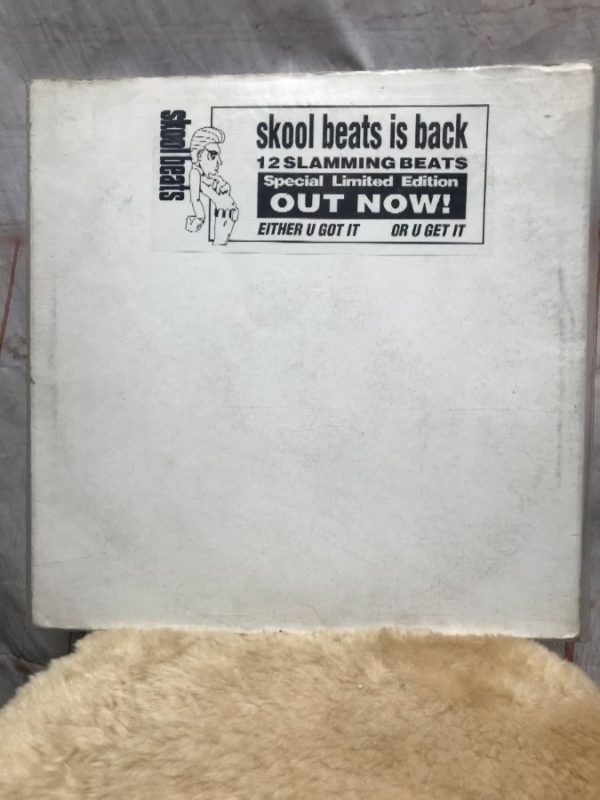 skool beats
skool beats is back
12 SLAMMING BEATS
Special Limited Edition
OUT NOW!
EITHER U GOT IT OR U GET IT